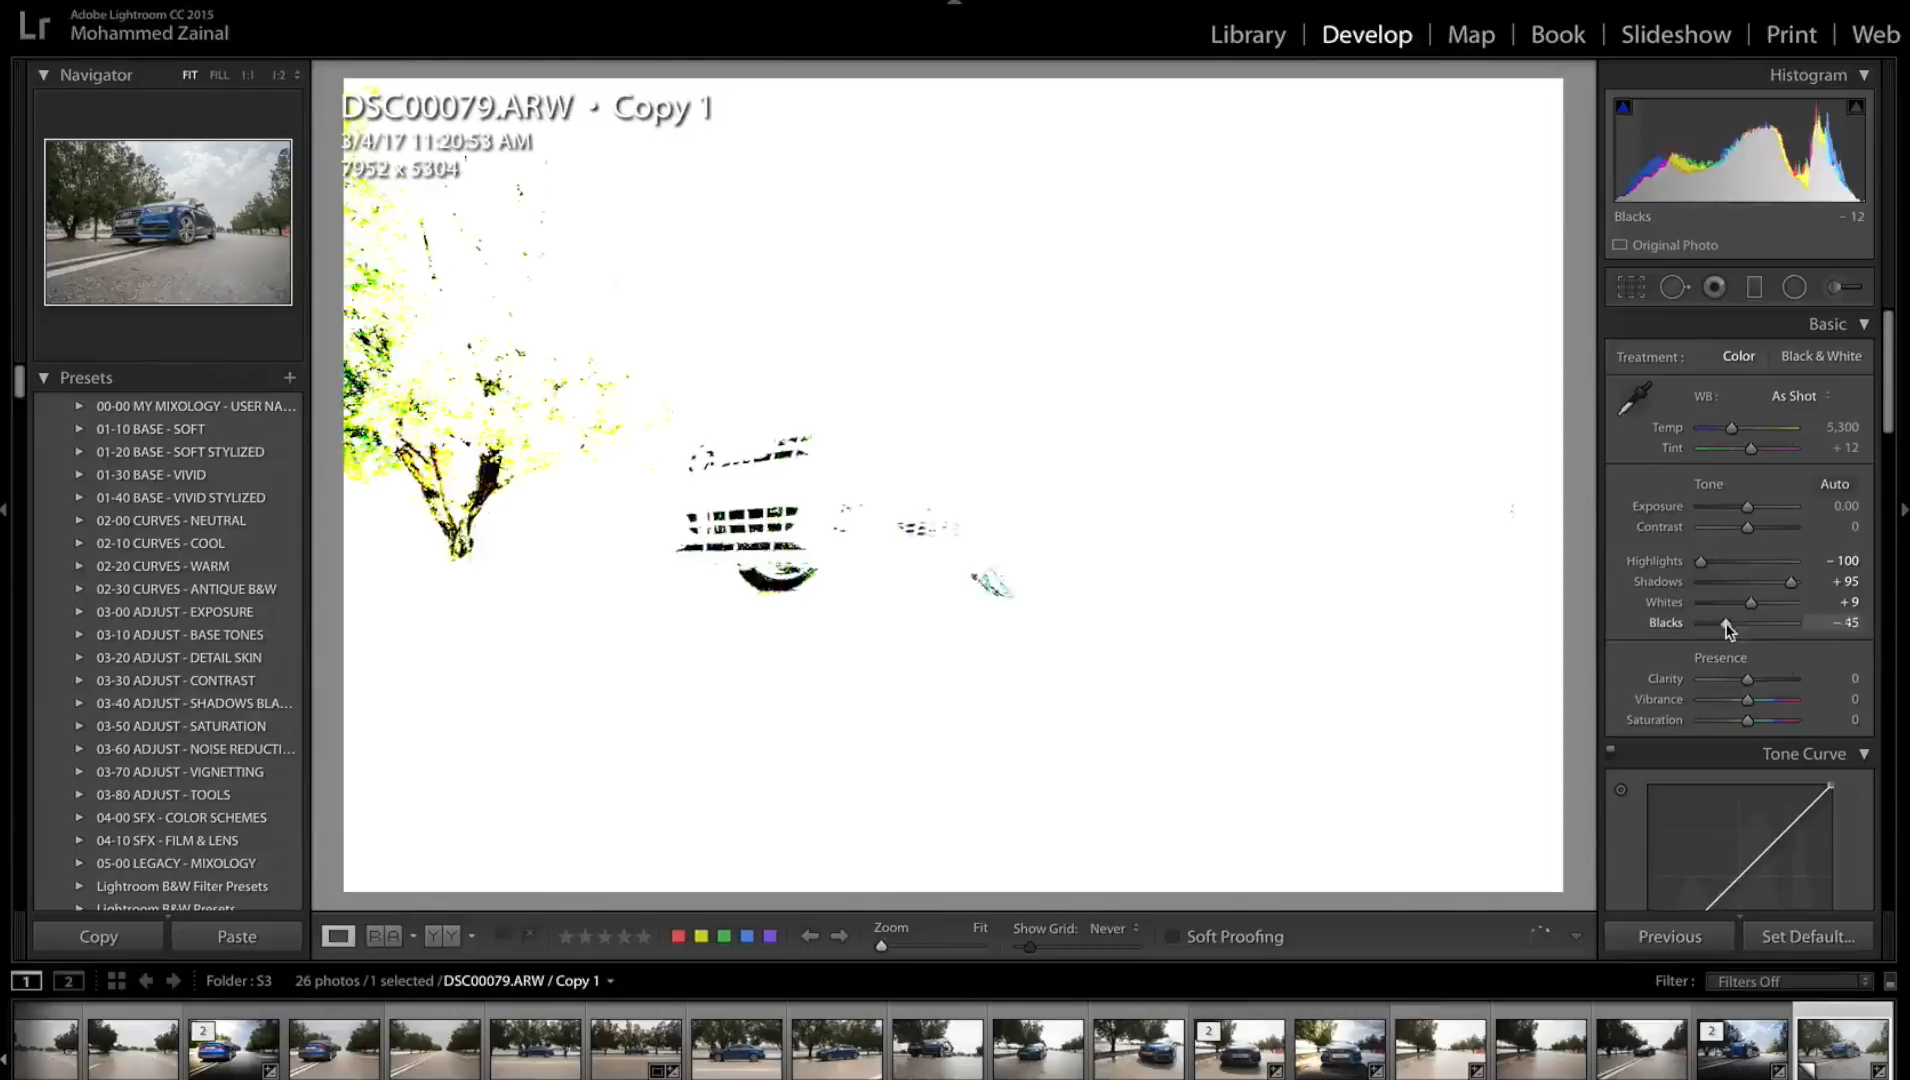 Lr
Adobe Lightroom CC 2015
Mohammed Zainal
Library | Develop | Map | Book | Slideshow | Print | Web
Navigator FIT FILL 1:1 1:2
DSC00079.ARW • Copy 1
3/4/17 11:20:53 AM
7952 x 5304
Presets +
00-00 MY MIXOLOGY - USER NA...
01-10 BASE - SOFT
01-20 BASE - SOFT STYLIZED
01-30 BASE - VIVID
01-40 BASE - VIVID STYLIZED
02-00 CURVES - NEUTRAL
02-10 CURVES - COOL
02-20 CURVES - WARM
02-30 CURVES - ANTIQUE B&W
03-00 ADJUST - EXPOSURE
03-10 ADJUST - BASE TONES
03-20 ADJUST - DETAIL SKIN
03-30 ADJUST - CONTRAST
03-40 ADJUST - SHADOWS BLA...
03-50 ADJUST - SATURATION
03-60 ADJUST - NOISE REDUCTI...
03-70 ADJUST - VIGNETTING
03-80 ADJUST - TOOLS
04-00 SFX - COLOR SCHEMES
04-10 SFX - FILM & LENS
05-00 LEGACY - MIXOLOGY
Lightroom B&W Filter Presets
Lightroom B&W Presets
Copy Paste
Histogram
Blacks - 12
Original Photo
Basic
Treatment : Color Black & White
WB : As Shot
Temp 5,300
Tint + 12
Tone Auto
Exposure 0.00
Contrast 0
Highlights - 100
Shadows + 95
Whites + 9
Blacks - 45
Presence
Clarity 0
Vibrance 0
Saturation 0
Tone Curve
Previous Set Default...
R A Y Y
Zoom Fit
Show Grid: Never
Soft Proofing
1 2 Folder : S3 26 photos /1 selected /DSC00079.ARW / Copy 1
Filter : Filters Off
2
2
2